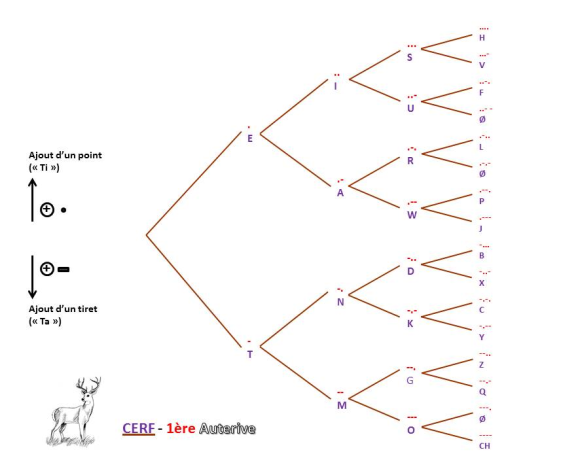 ....
H
...-
V
...
S
..
I
..-.
F
..-
U
..--
Ø
.
E
.-..
L
.-.
R
.-.-
Ø
.-
A
.--.
P
.--
W
.---
J
Ajout d'un point
(« Ti »)
+ •
+ -
Ajout d'un tiret
(« Ta »)
-...
B
-..
D
-..-
X
-.
N
-.-.
C
-.-
K
-.--
Y
-
T
--..
Z
--.
G
--.-
Q
--
M
---.
Ø
---
O
----
CH
CERF - 1ère Auterive